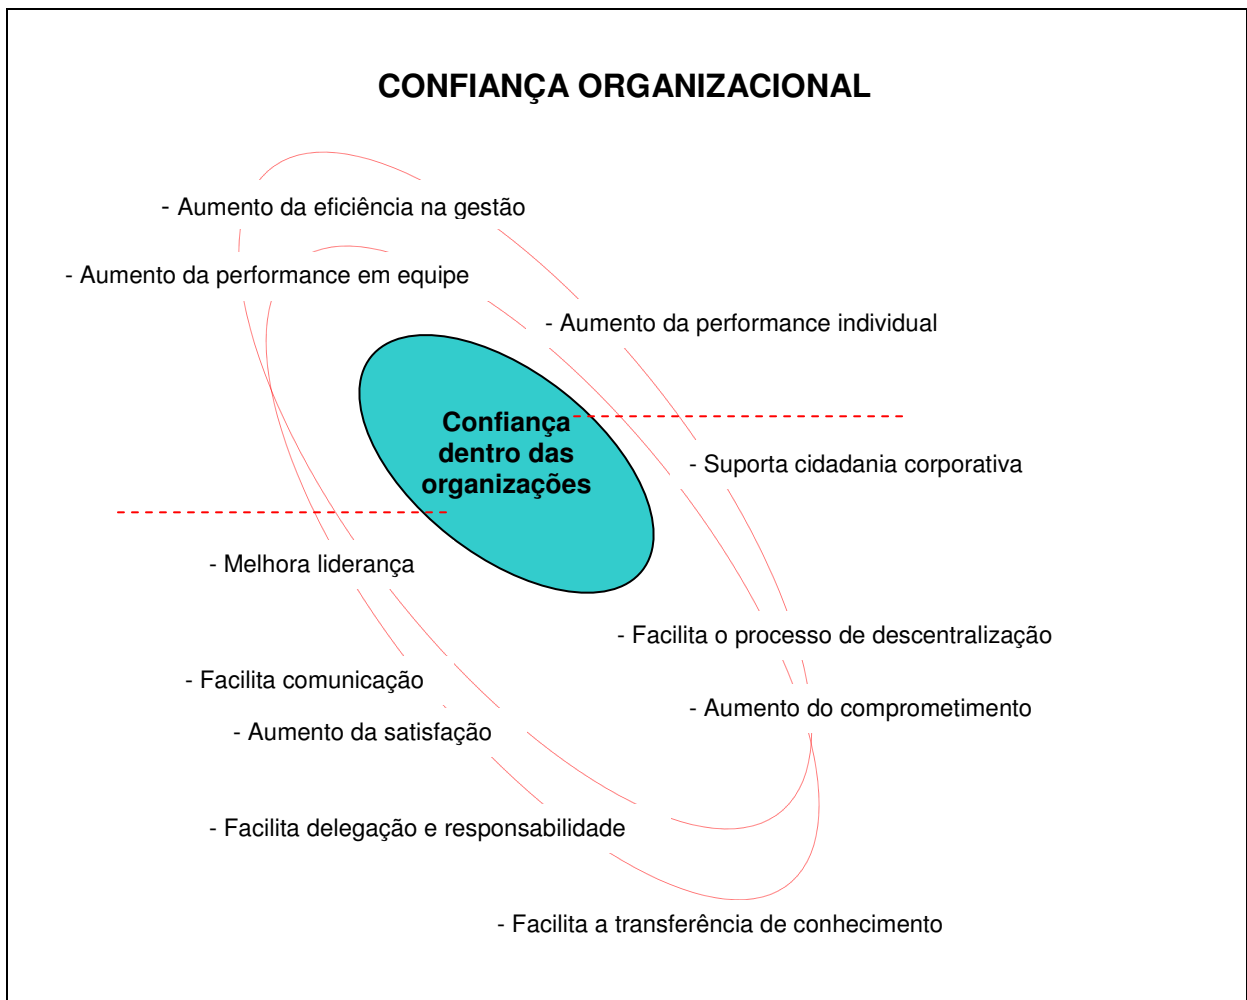 CONFIANÇA ORGANIZACIONAL
- Aumento da eficiência na gestão
- Aumento da performance em equipe
- Aumento da performance individual
Confiança
dentro das
organizações
- Suporta cidadania corporativa
- Melhora liderança
- Facilita o processo de descentralização
- Facilita comunicação
- Aumento do comprometimento
- Aumento da satisfação
- Facilita delegação e responsabilidade
- Facilita a transferência de conhecimento